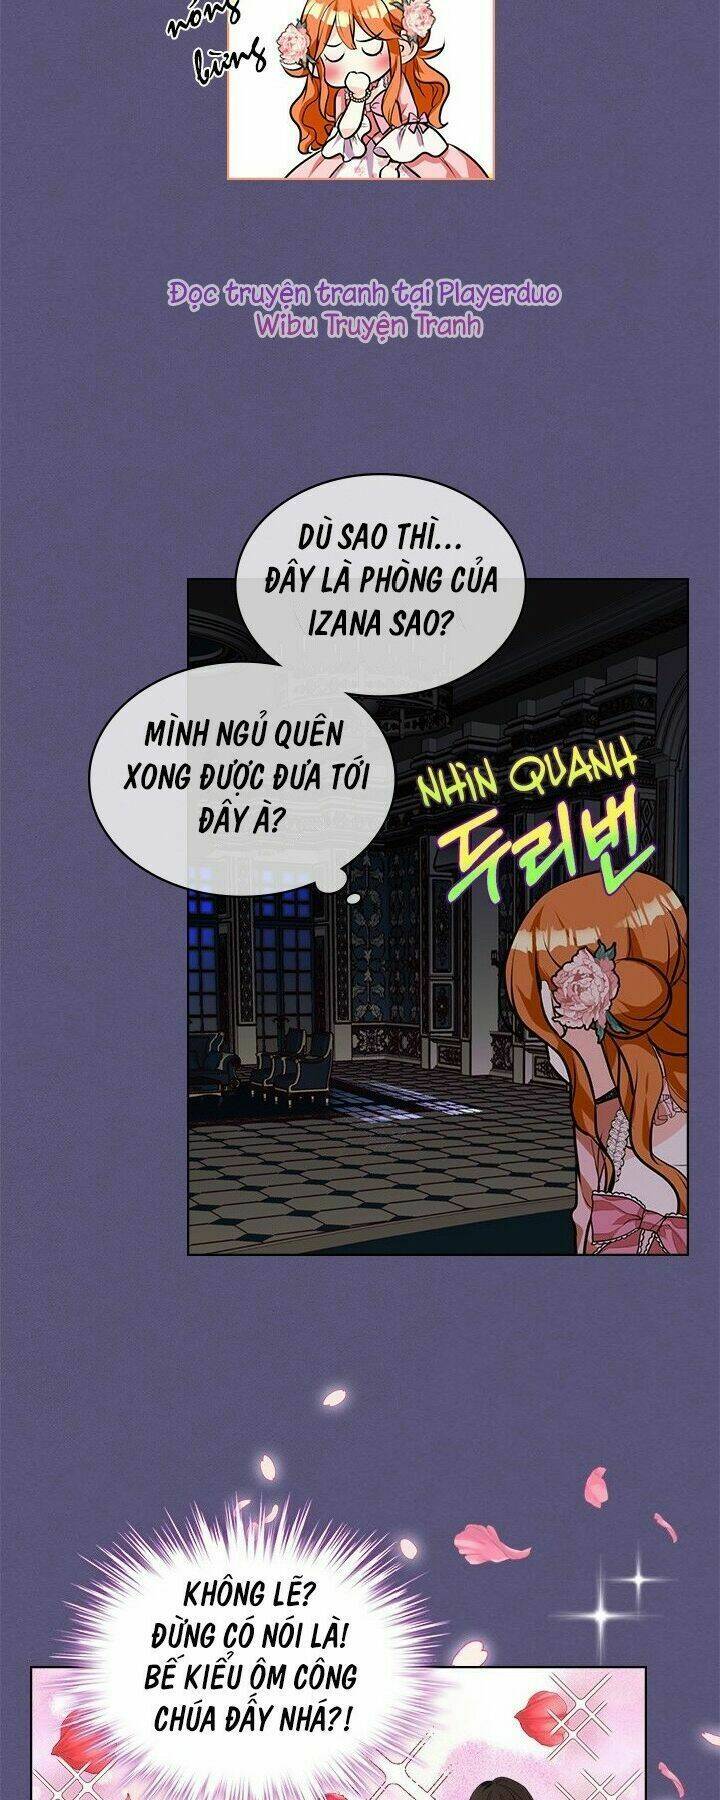 nóng
bừng
Đọc truyện tranh tại Playerduo
Wibu Truyện Tranh
DÙ SAO THÌ...
ĐÂY LÀ PHÒNG CỦA
IZANA SAO?
MÌNH NGỦ QUÊN
XONG ĐƯỢC ĐƯA TỚI
ĐÂY À?
NHÌN QUANH
두리번
KHÔNG LẼ?
ĐỪNG CÓ NÓI LÀ!
BẾ KIỂU ÔM CÔNG
CHÚA ĐẤY NHÁ?!